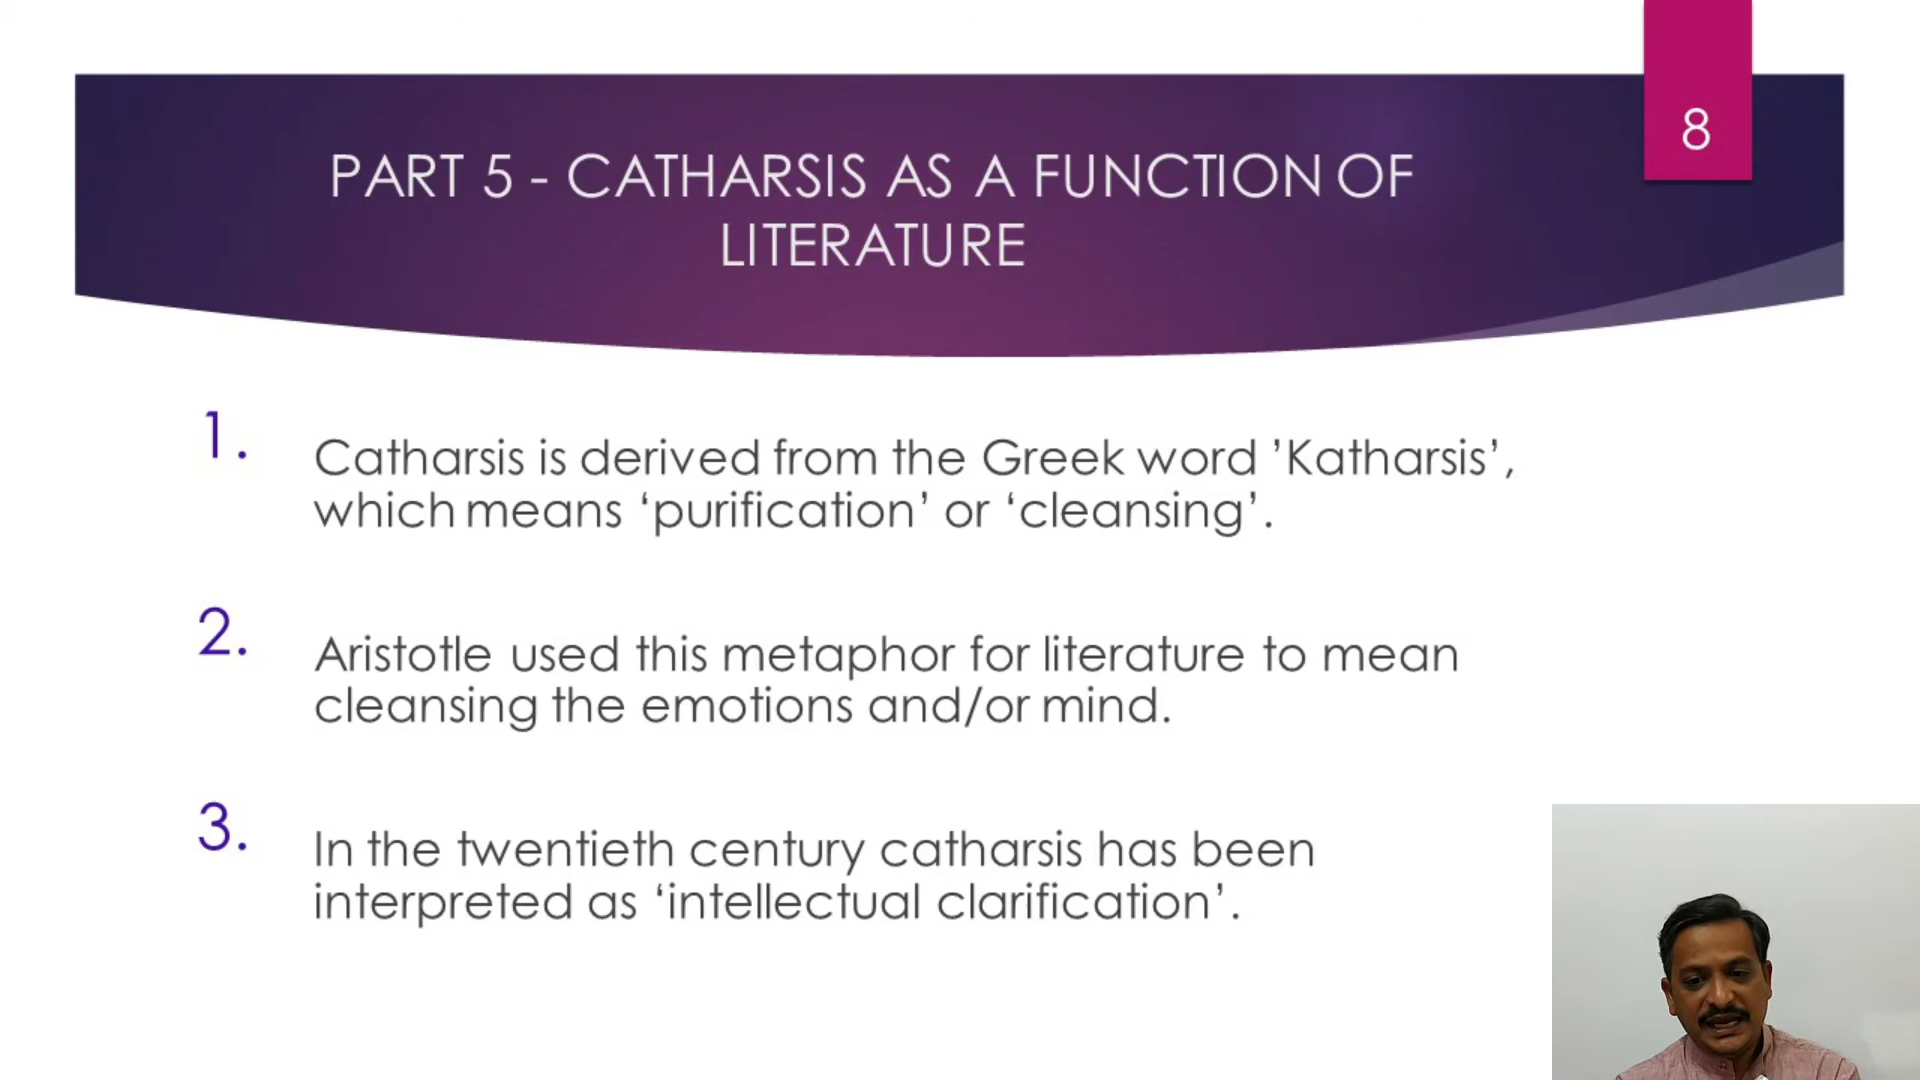 8
PART 5 - CATHARSIS AS A FUNCTION OF
LITERATURE
1. Catharsis is derived from the Greek word ’Katharsis’,
which means ‘purification’ or ‘cleansing’.
2. Aristotle used this metaphor for literature to mean
cleansing the emotions and/or mind.
3. In the twentieth century catharsis has been
interpreted as ‘intellectual clarification’.